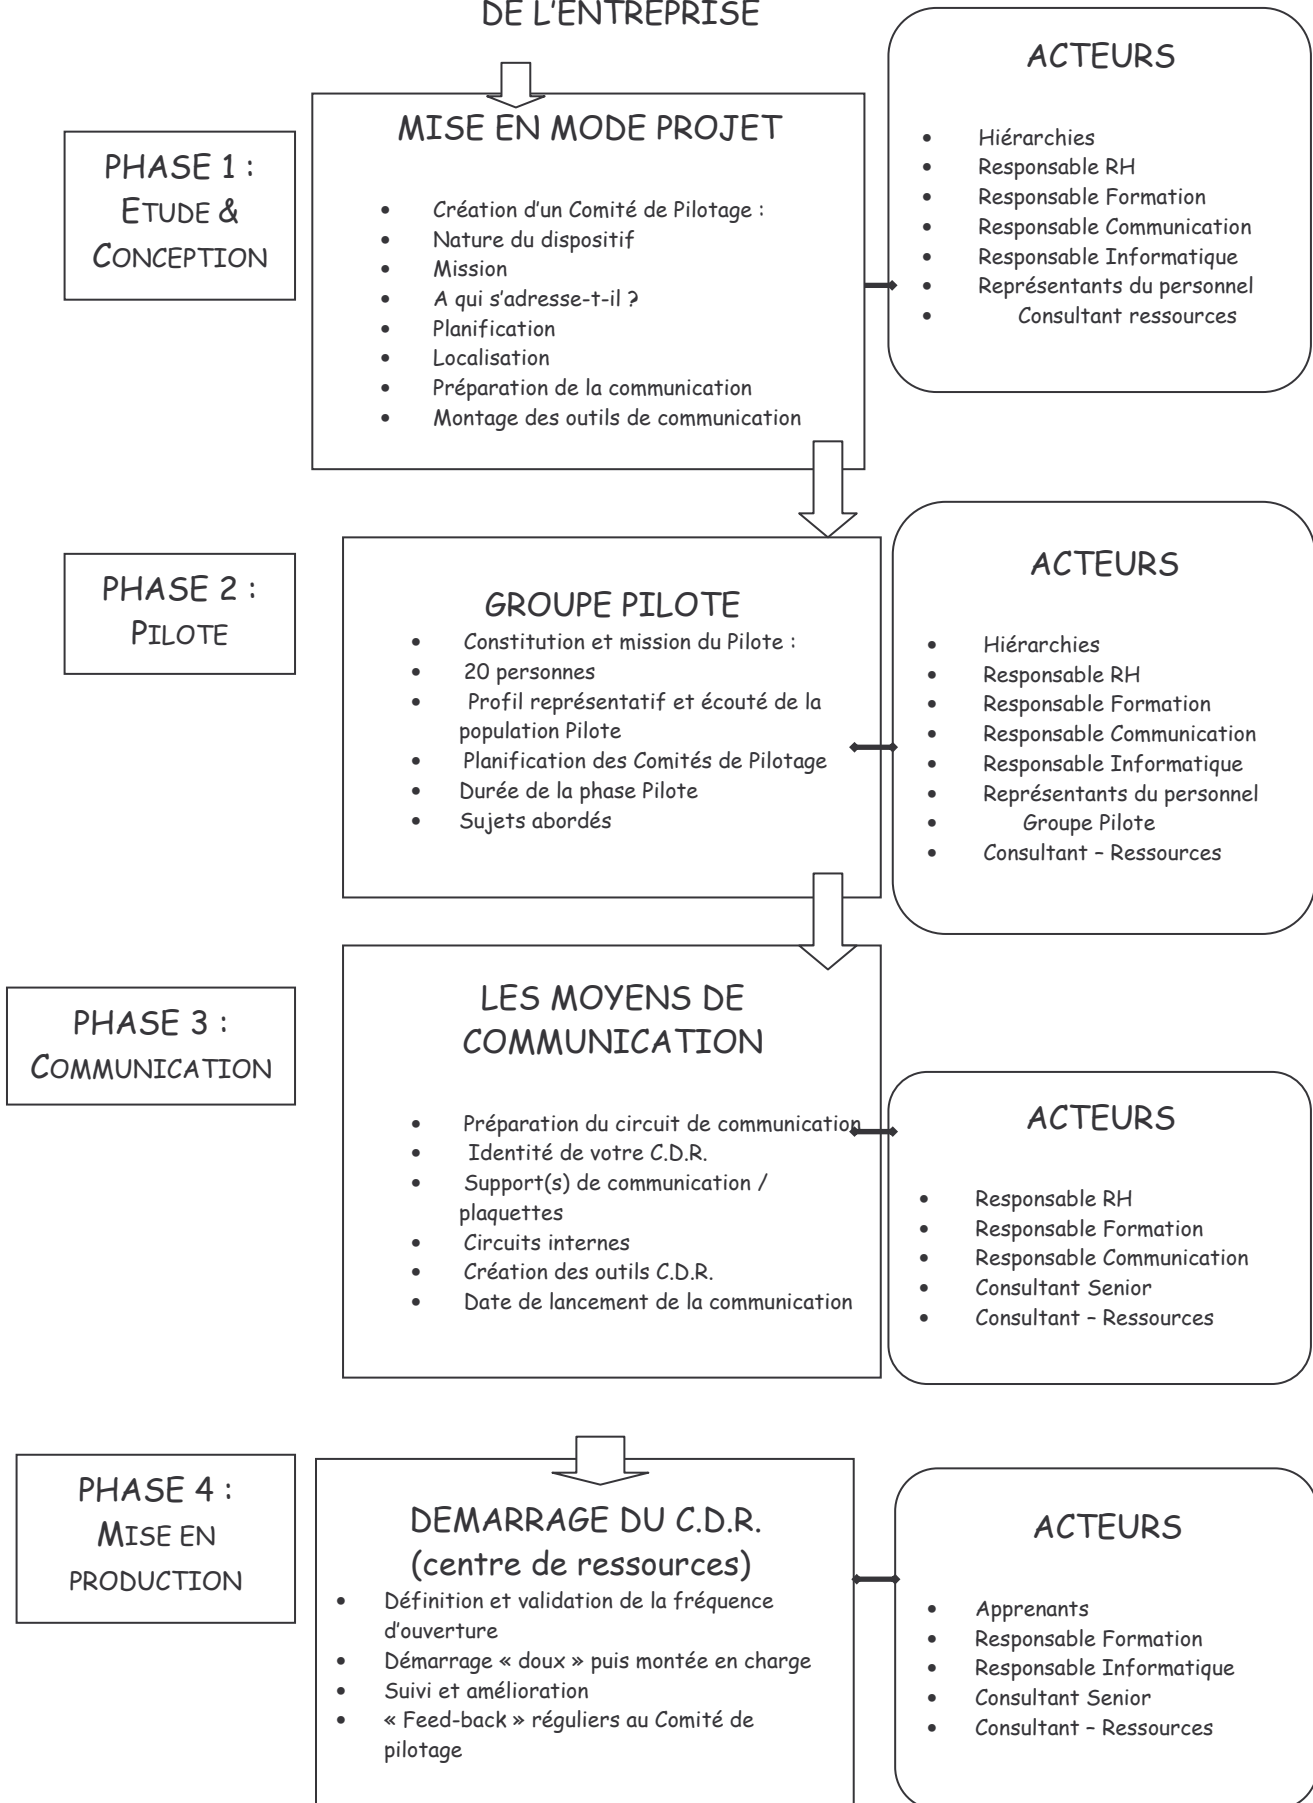 DE L'ENTREPRISE
PHASE 1 :
ETUDE &
CONCEPTION
MISE EN MODE PROJET
• Création d'un Comité de Pilotage :
• Nature du dispositif
• Mission
• A qui s'adresse-t-il ?
• Planification
• Localisation
• Préparation de la communication
• Montage des outils de communication
ACTEURS
• Hiérarchies
• Responsable RH
• Responsable Formation
• Responsable Communication
• Responsable Informatique
• Représentants du personnel
• Consultant ressources
PHASE 2 :
PILOTE
GROUPE PILOTE
• Constitution et mission du Pilote :
• 20 personnes
• Profil représentatif et écouté de la
population Pilote
• Planification des Comités de Pilotage
• Durée de la phase Pilote
• Sujets abordés
ACTEURS
• Hiérarchies
• Responsable RH
• Responsable Formation
• Responsable Communication
• Responsable Informatique
• Représentants du personnel
• Groupe Pilote
• Consultant – Ressources
PHASE 3 :
COMMUNICATION
LES MOYENS DE
COMMUNICATION
• Préparation du circuit de communication
• Identité de votre C.D.R.
• Support(s) de communication /
plaquettes
• Circuits internes
• Création des outils C.D.R.
• Date de lancement de la communication
ACTEURS
• Responsable RH
• Responsable Formation
• Responsable Communication
• Consultant Senior
• Consultant – Ressources
PHASE 4 :
MISE EN
PRODUCTION
DEMARRAGE DU C.D.R.
(centre de ressources)
• Définition et validation de la fréquence
d'ouverture
• Démarrage « doux » puis montée en charge
• Suivi et amélioration
• « Feed-back » réguliers au Comité de
pilotage
ACTEURS
• Apprenants
• Responsable Formation
• Responsable Informatique
• Consultant Senior
• Consultant – Ressources